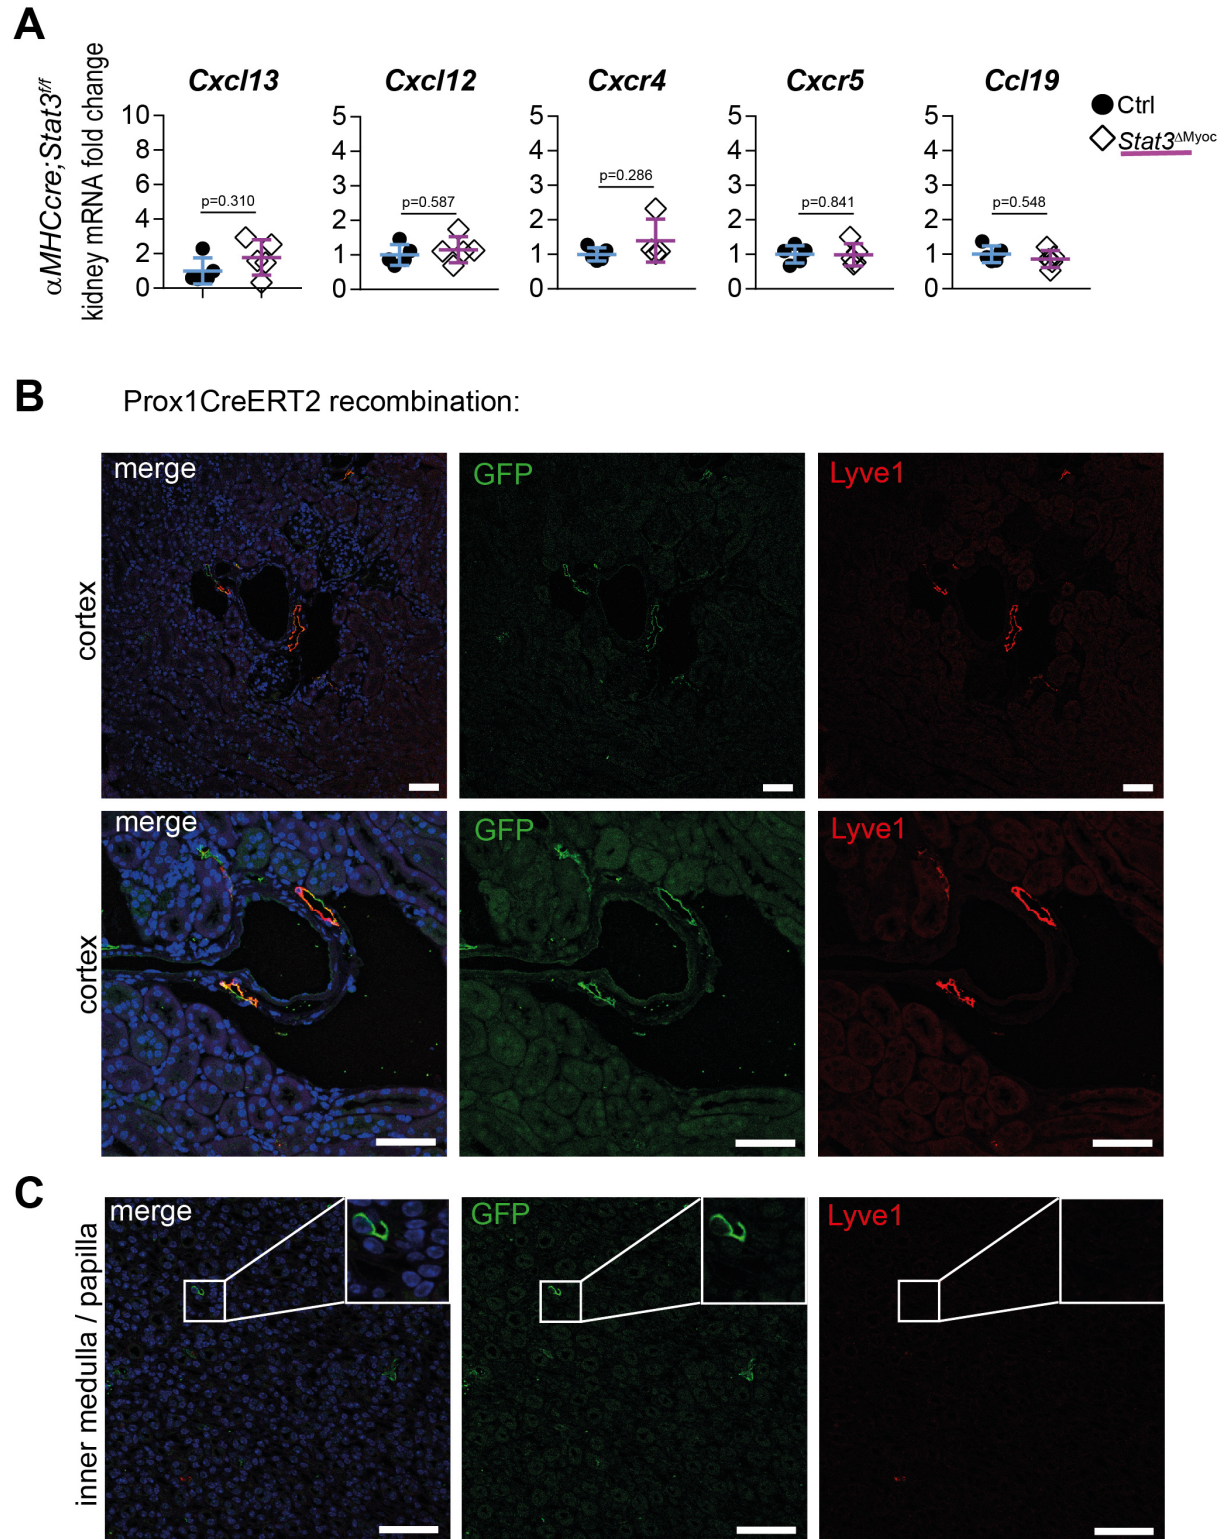 A
αMHCcre;Stat3f/f
kidney mRNA fold change
Cxcl13
Cxcl12
Cxcr4
Cxcr5
Ccl19
10
8
6
4
2
0
p=0.310
5
4
3
2
1
0
p=0.587
5
4
3
2
1
0
p=0.286
5
4
3
2
1
0
p=0.841
5
4
3
2
1
0
p=0.548
Ctrl
Stat3ΔMyoc
B
Prox1CreERT2 recombination:
cortex
merge
GFP
Lyve1
cortex
merge
GFP
Lyve1
C
inner medulla / papilla
merge
GFP
Lyve1